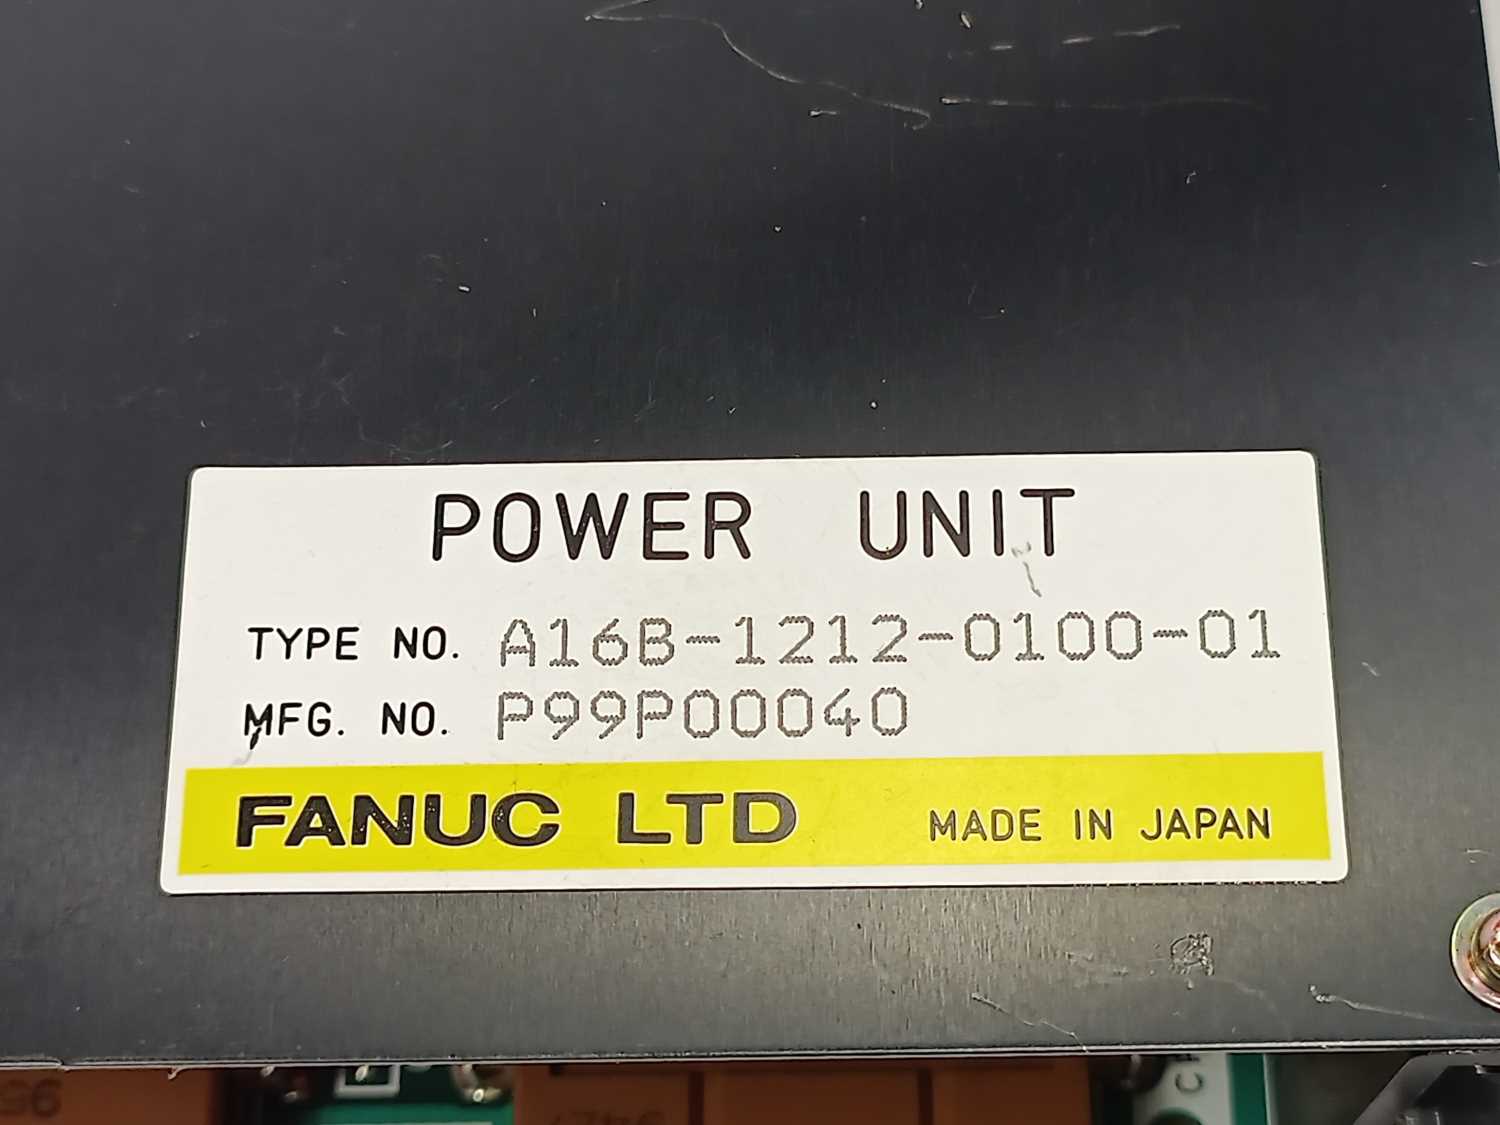 POWER UNIT
TYPE NO. A16B-1212-0100-01
MFG. NO. P99P00040
FANUC LTD MADE IN JAPAN